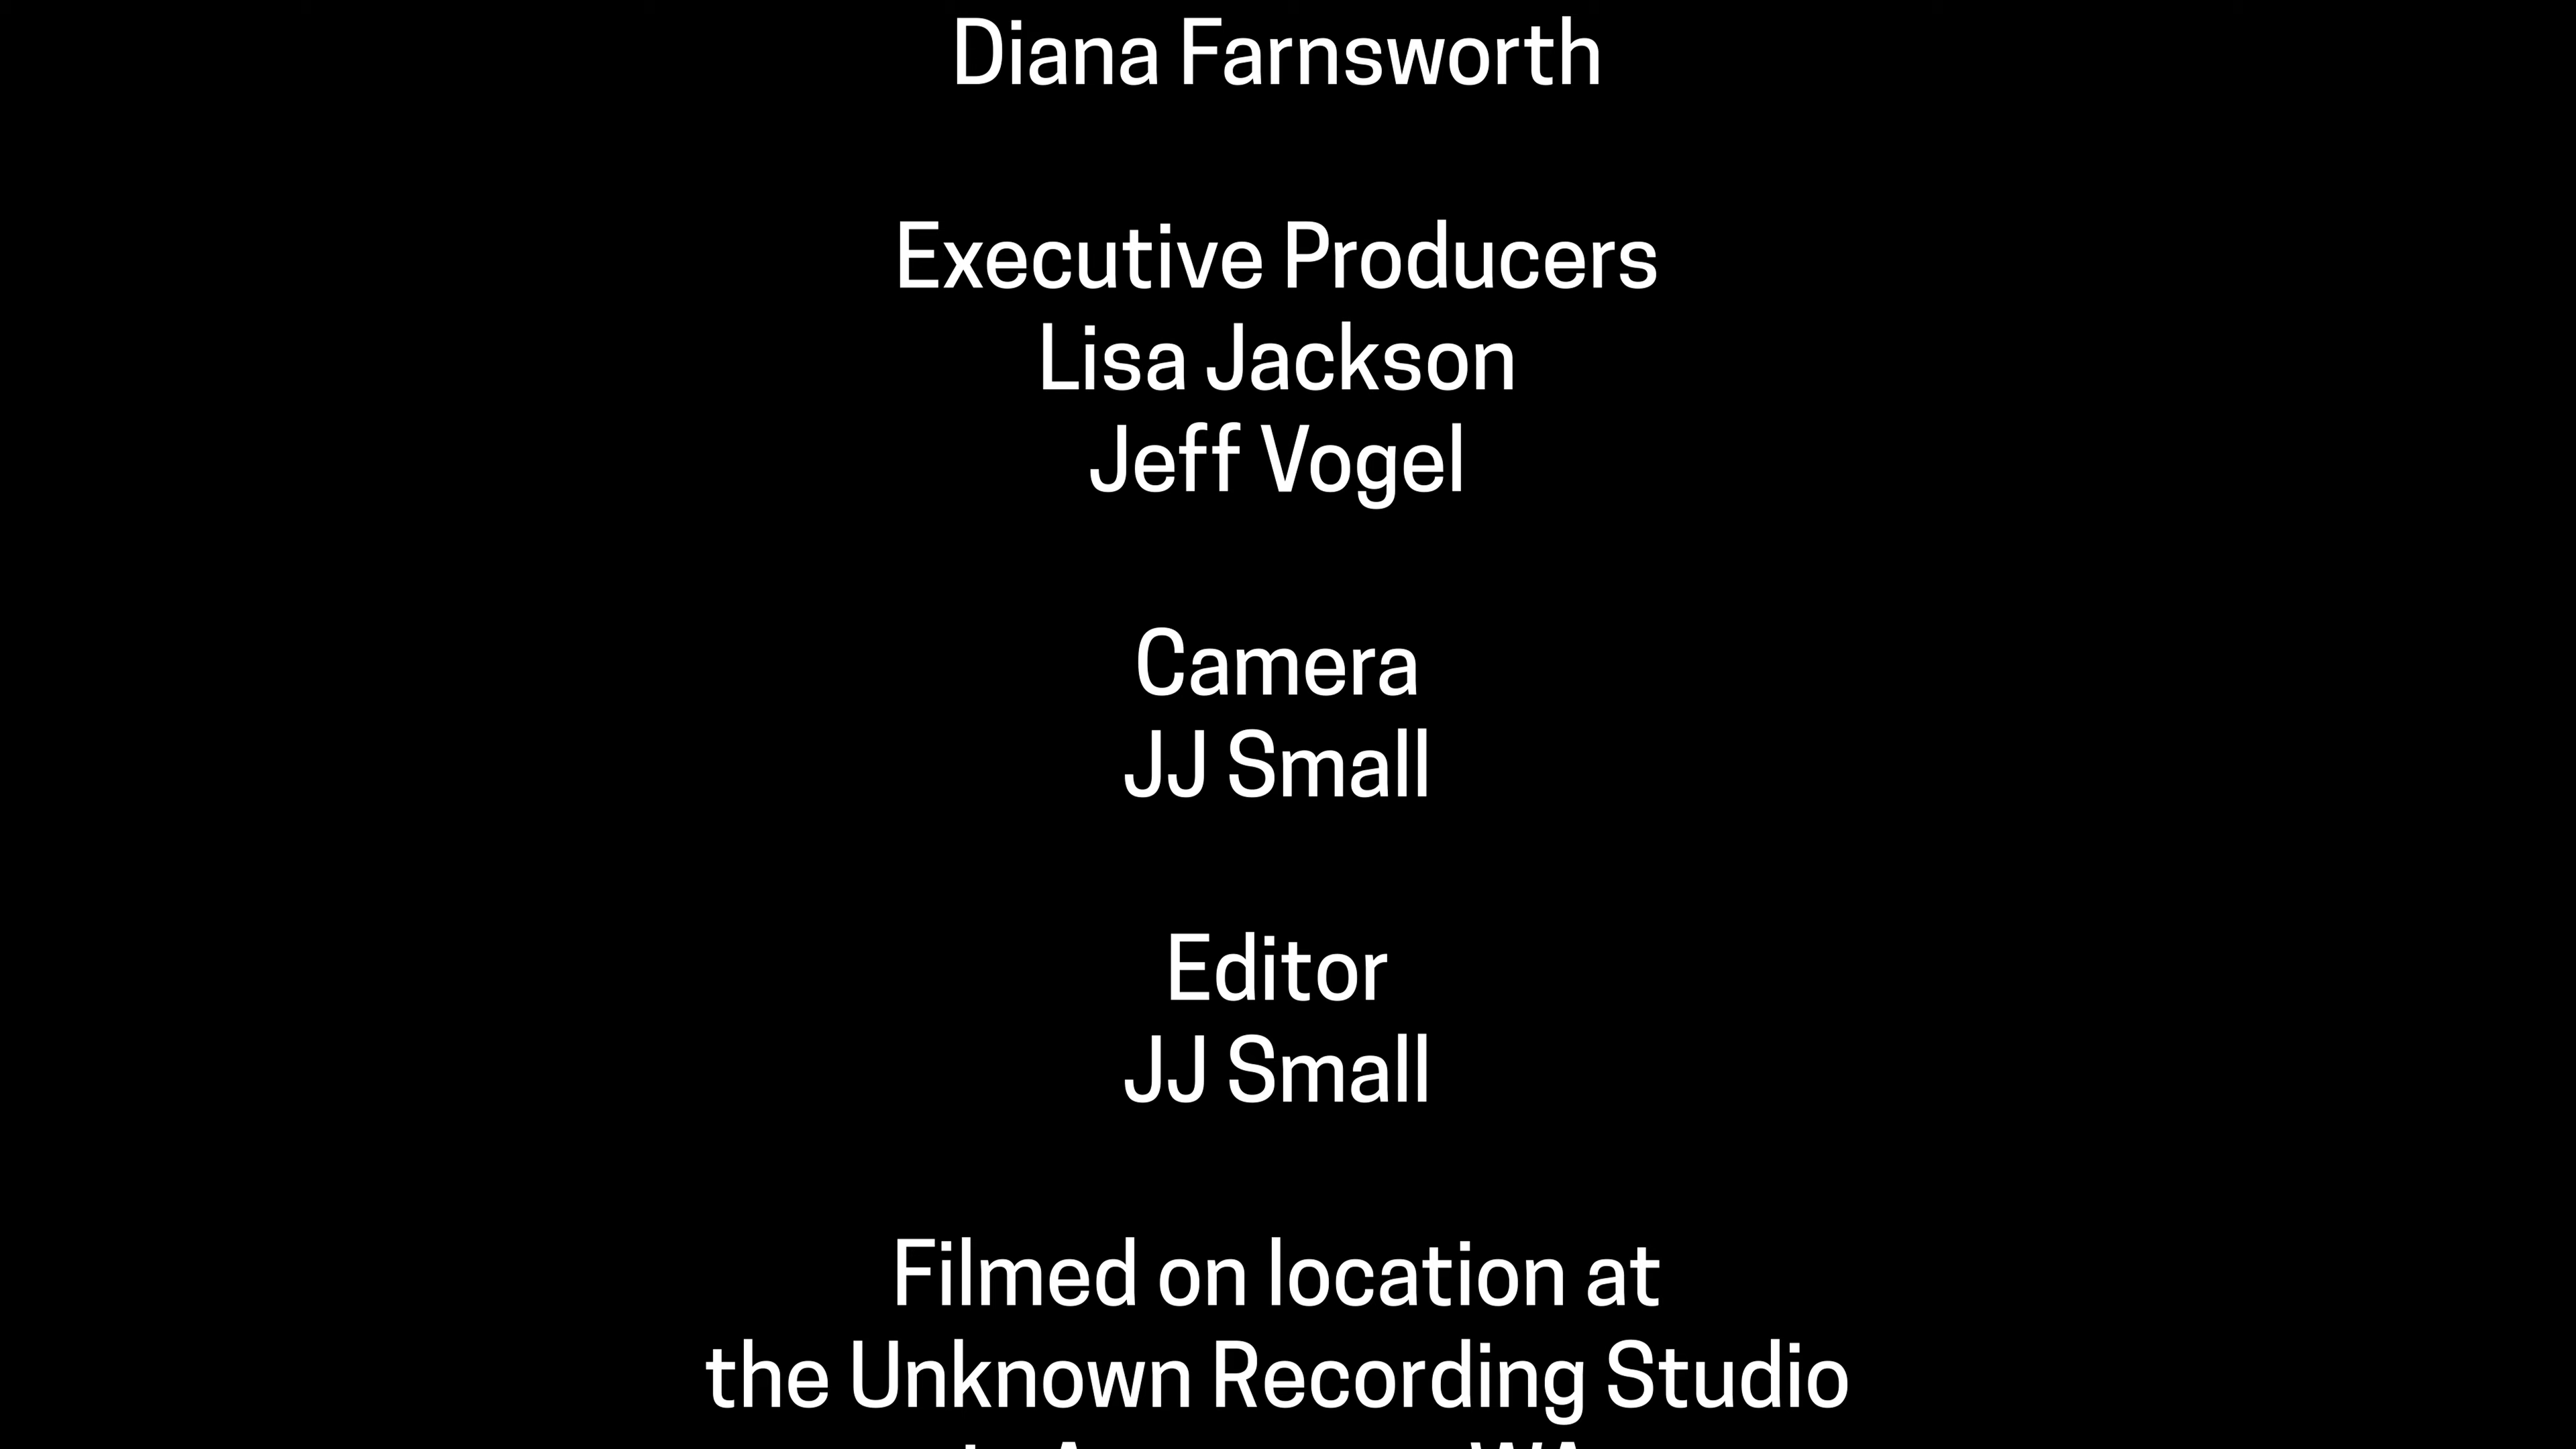 Diana Farnsworth
Executive Producers
Lisa Jackson
Jeff Vogel
Camera
JJ Small
Editor
JJ Small
Filmed on location at
the Unknown Recording Studio